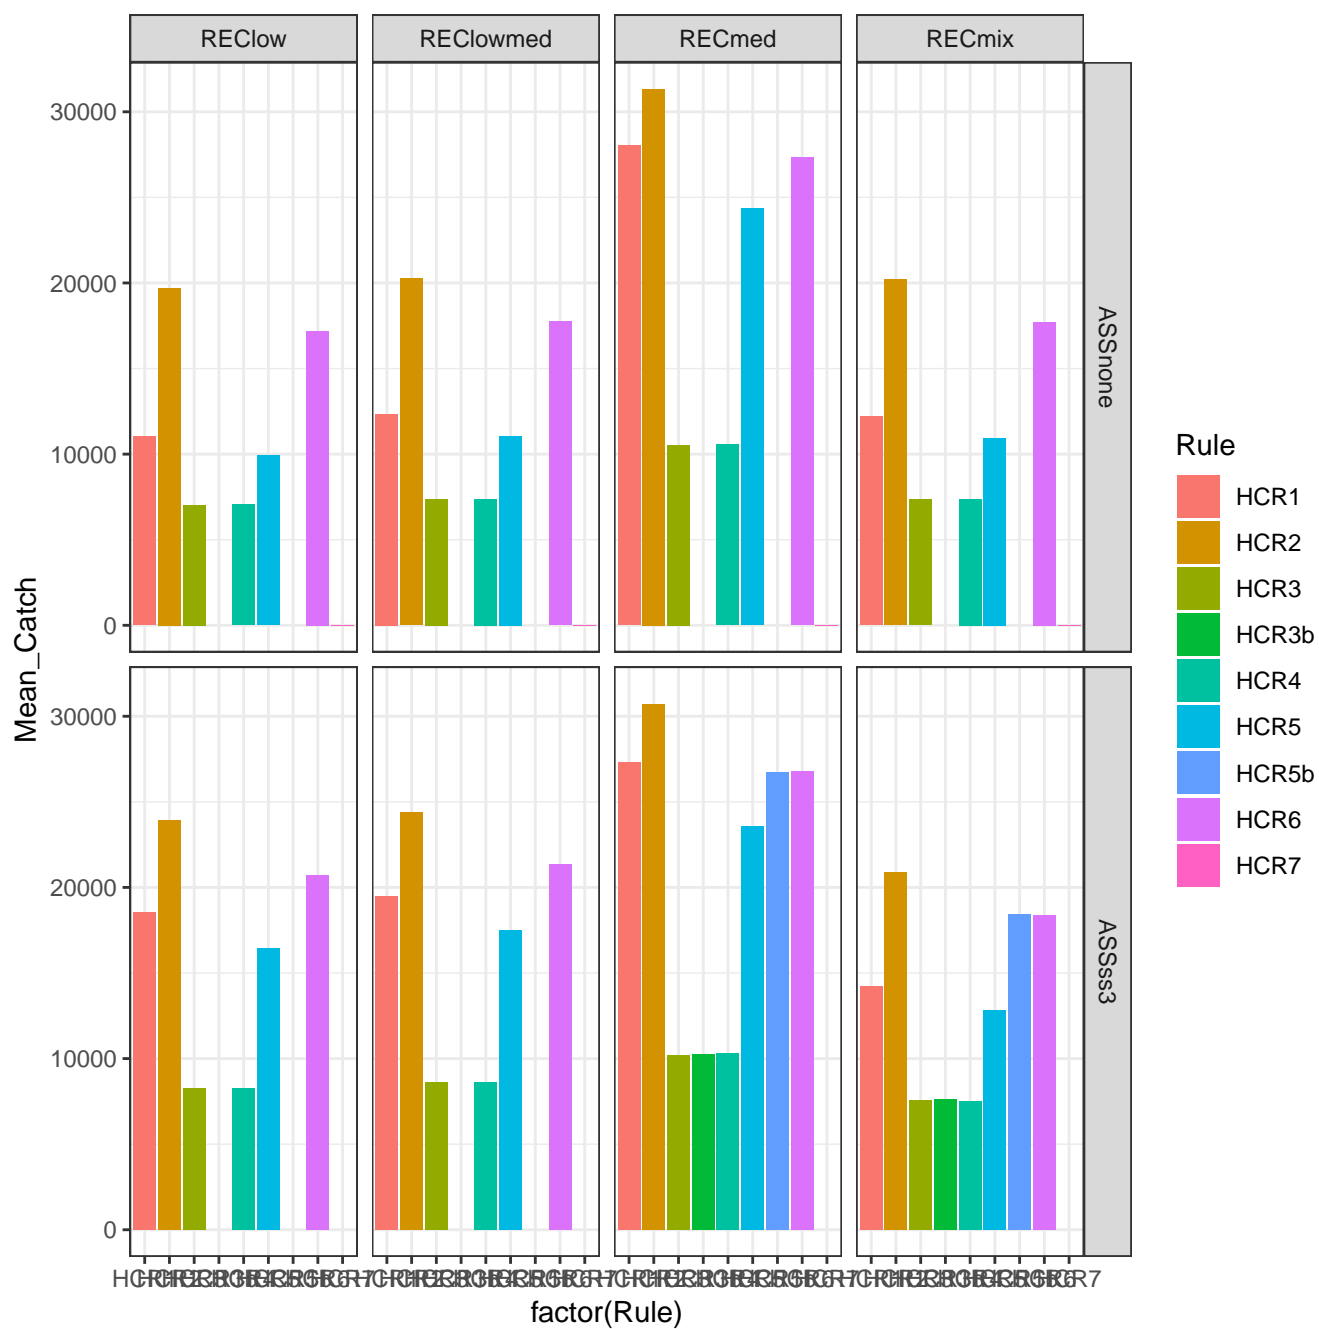 REClow REClowmed RECmed RECmix
30000
20000
10000
0
ASSnone
30000
20000
10000
0
ASSss3
Mean_Catch
factor(Rule)
Rule
HCR1
HCR2
HCR3
HCR3b
HCR4
HCR5
HCR5b
HCR6
HCR7